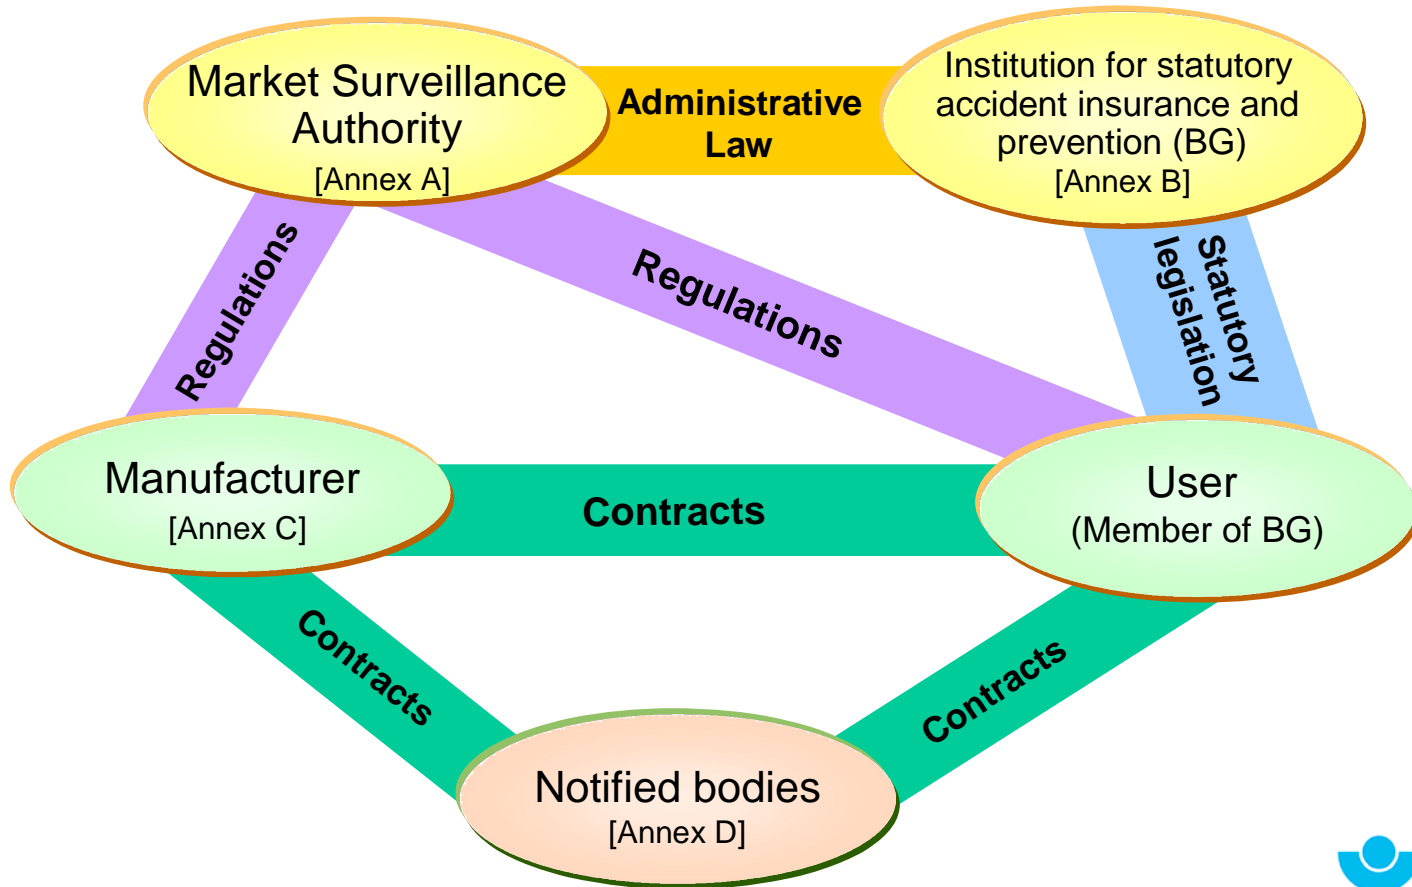 Market Surveillance
Authority
[Annex A]
Administrative
Law
Institution for statutory
accident insurance and
prevention (BG)
[Annex B]
Regulations
Regulations
Statutory
legislation
Manufacturer
[Annex C]
Contracts
User
(Member of BG)
Contracts
Contracts
Notified bodies
[Annex D]